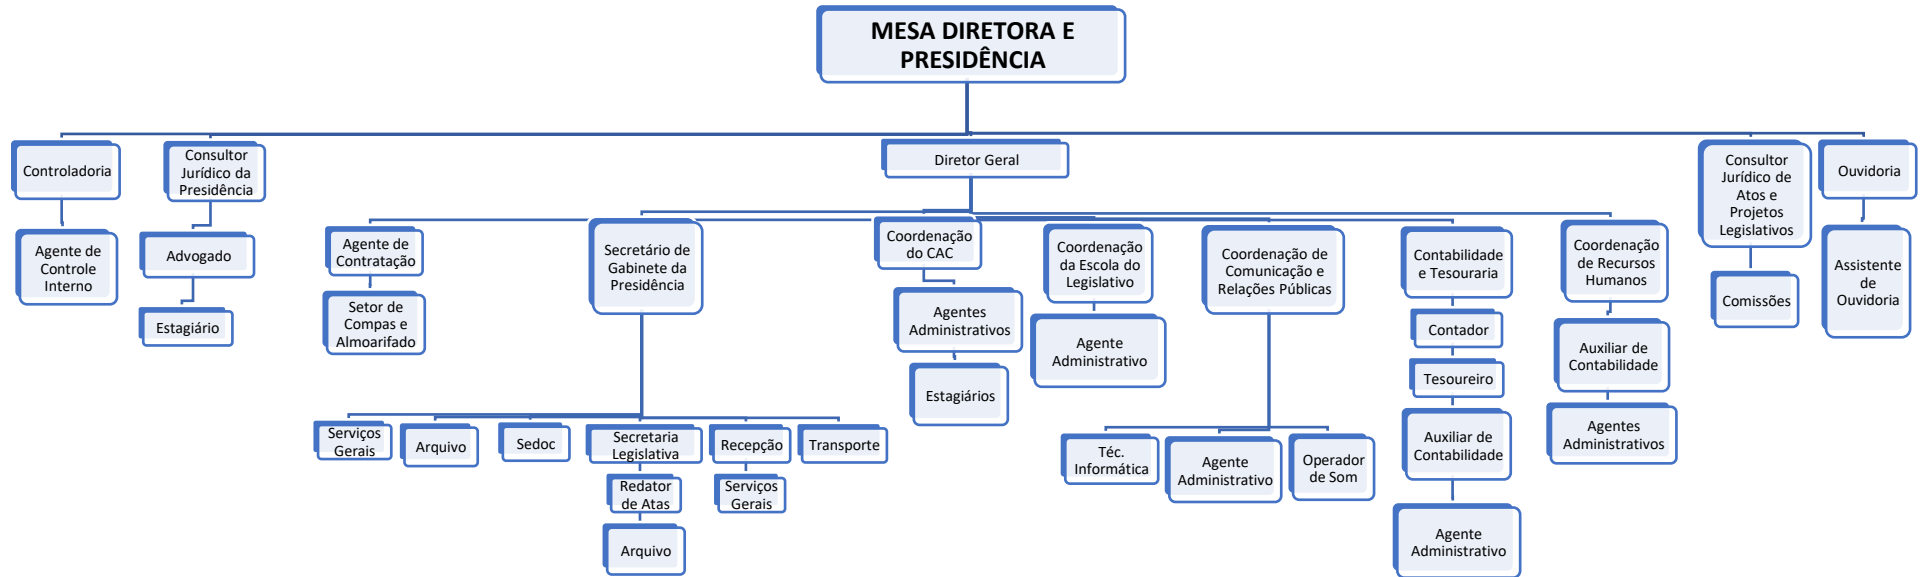 MESA DIRETORA E
PRESIDÊNCIA
Controladoria
Agente de
Controle
Interno
Consultor
Jurídico da
Presidência
Advogado
Estagiário
Diretor Geral
Agente de
Contratação
Setor de
Compas e
Almoarifado
Secretário de
Gabinete da
Presidência
Serviços
Gerais
Arquivo
Sedoc
Secretaria
Legislativa
Redator
de Atas
Arquivo
Recepção
Serviços
Gerais
Transporte
Coordenação
do CAC
Agentes
Administrativos
Estagiários
Coordenação
da Escola do
Legislativo
Agente
Administrativo
Coordenação de
Comunicação e
Relações Públicas
Téc.
Informática
Agente
Administrativo
Operador
de Som
Contabilidade
e Tesouraria
Contador
Tesoureiro
Auxiliar de
Contabilidade
Agente
Administrativo
Coordenação
de Recursos
Humanos
Auxiliar de
Contabilidade
Agentes
Administrativos
Consultor
Jurídico de
Atos e
Projetos
Legislativos
Comissões
Ouvidoria
Assistente
de
Ouvidoria